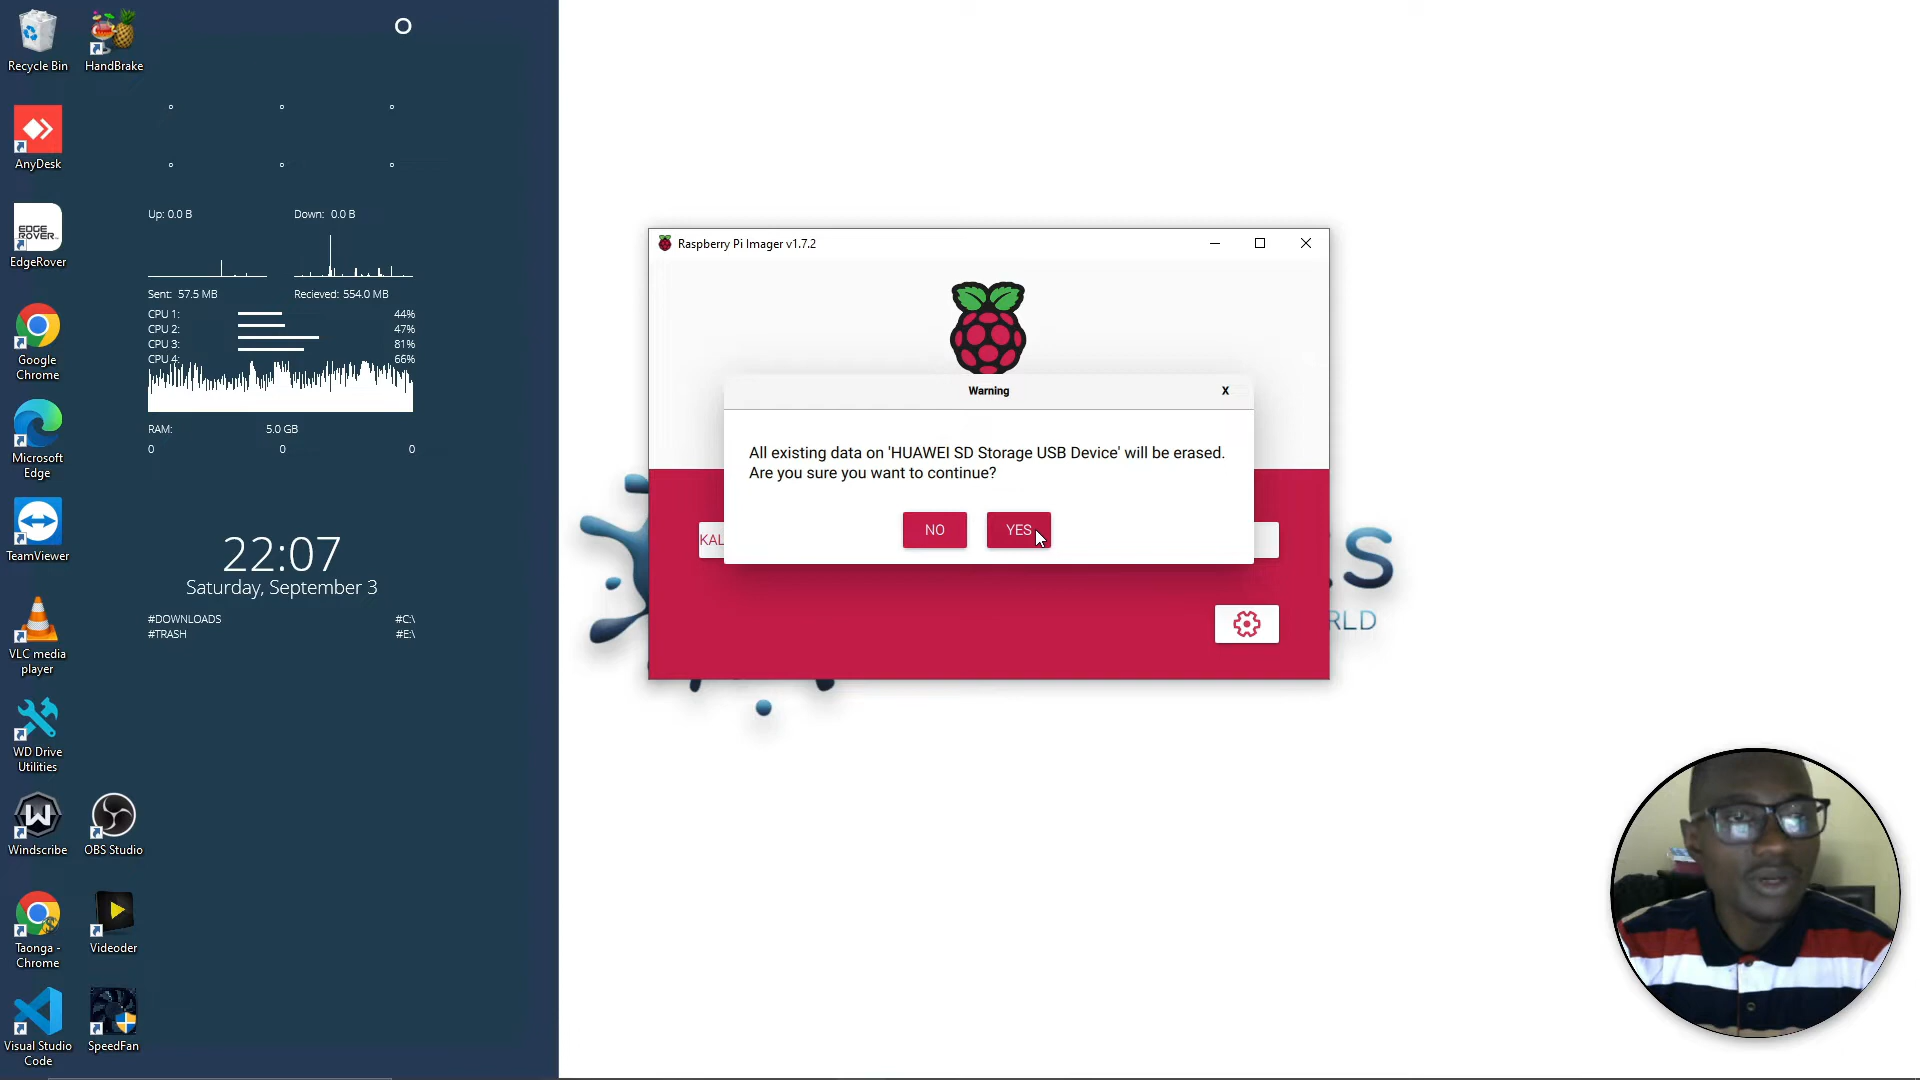 Recycle Bin
HandBrake
AnyDesk
EDGE
ROVER
EdgeRover
Google
Chrome
Microsoft
Edge
TeamViewer
VLC media
player
WD Drive
Utilities
Windscribe
OBS Studio
Taonga -
Chrome
Videoder
Visual Studio
Code
SpeedFan
Up: 0.0 B
Down: 0.0 B
Sent: 57.5 MB
Recieved: 554.0 MB
CPU 1: 44%
CPU 2: 47%
CPU 3: 81%
CPU 4: 66%
RAM: 5.0 GB
0 0 0
22:07
Saturday, September 3
#DOWNLOADS #C:\
#TRASH #E:\
Raspberry Pi Imager v1.7.2
Warning
X
All existing data on 'HUAWEI SD Storage USB Device' will be erased.
Are you sure you want to continue?
NO
YES
KAL
S
RLD